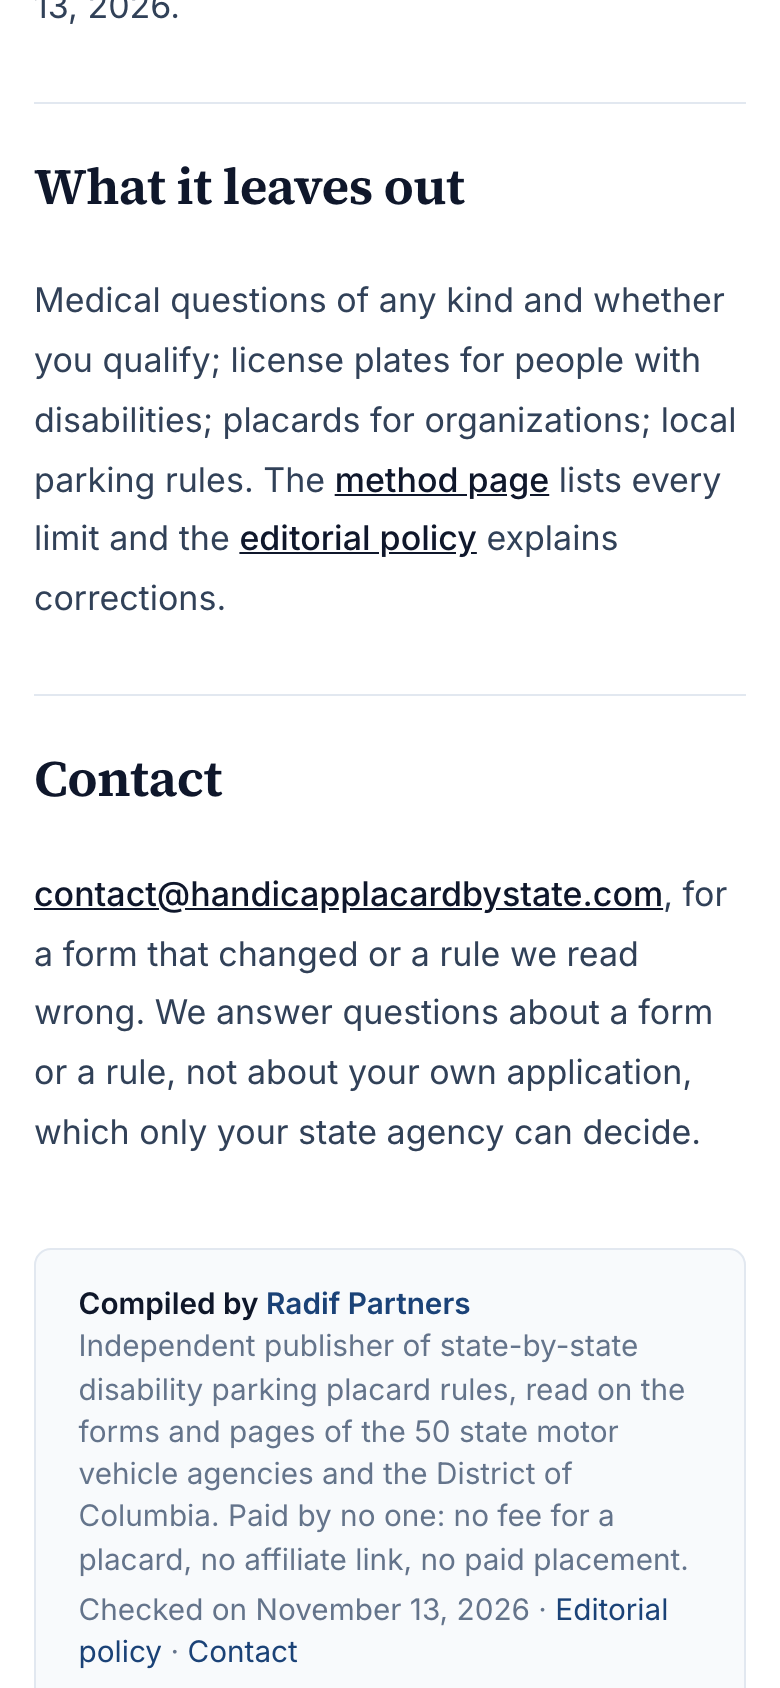 13, 2026.
What it leaves out
Medical questions of any kind and whether
you qualify; license plates for people with
disabilities; placards for organizations; local
parking rules. The method page lists every
limit and the editorial policy explains
corrections.
Contact
contact@handicapplacardbystate.com, for
a form that changed or a rule we read
wrong. We answer questions about a form
or a rule, not about your own application,
which only your state agency can decide.
Compiled by Radif Partners
Independent publisher of state-by-state
disability parking placard rules, read on the
forms and pages of the 50 state motor
vehicle agencies and the District of
Columbia. Paid by no one: no fee for a
placard, no affiliate link, no paid placement.
Checked on November 13, 2026 · Editorial
policy · Contact